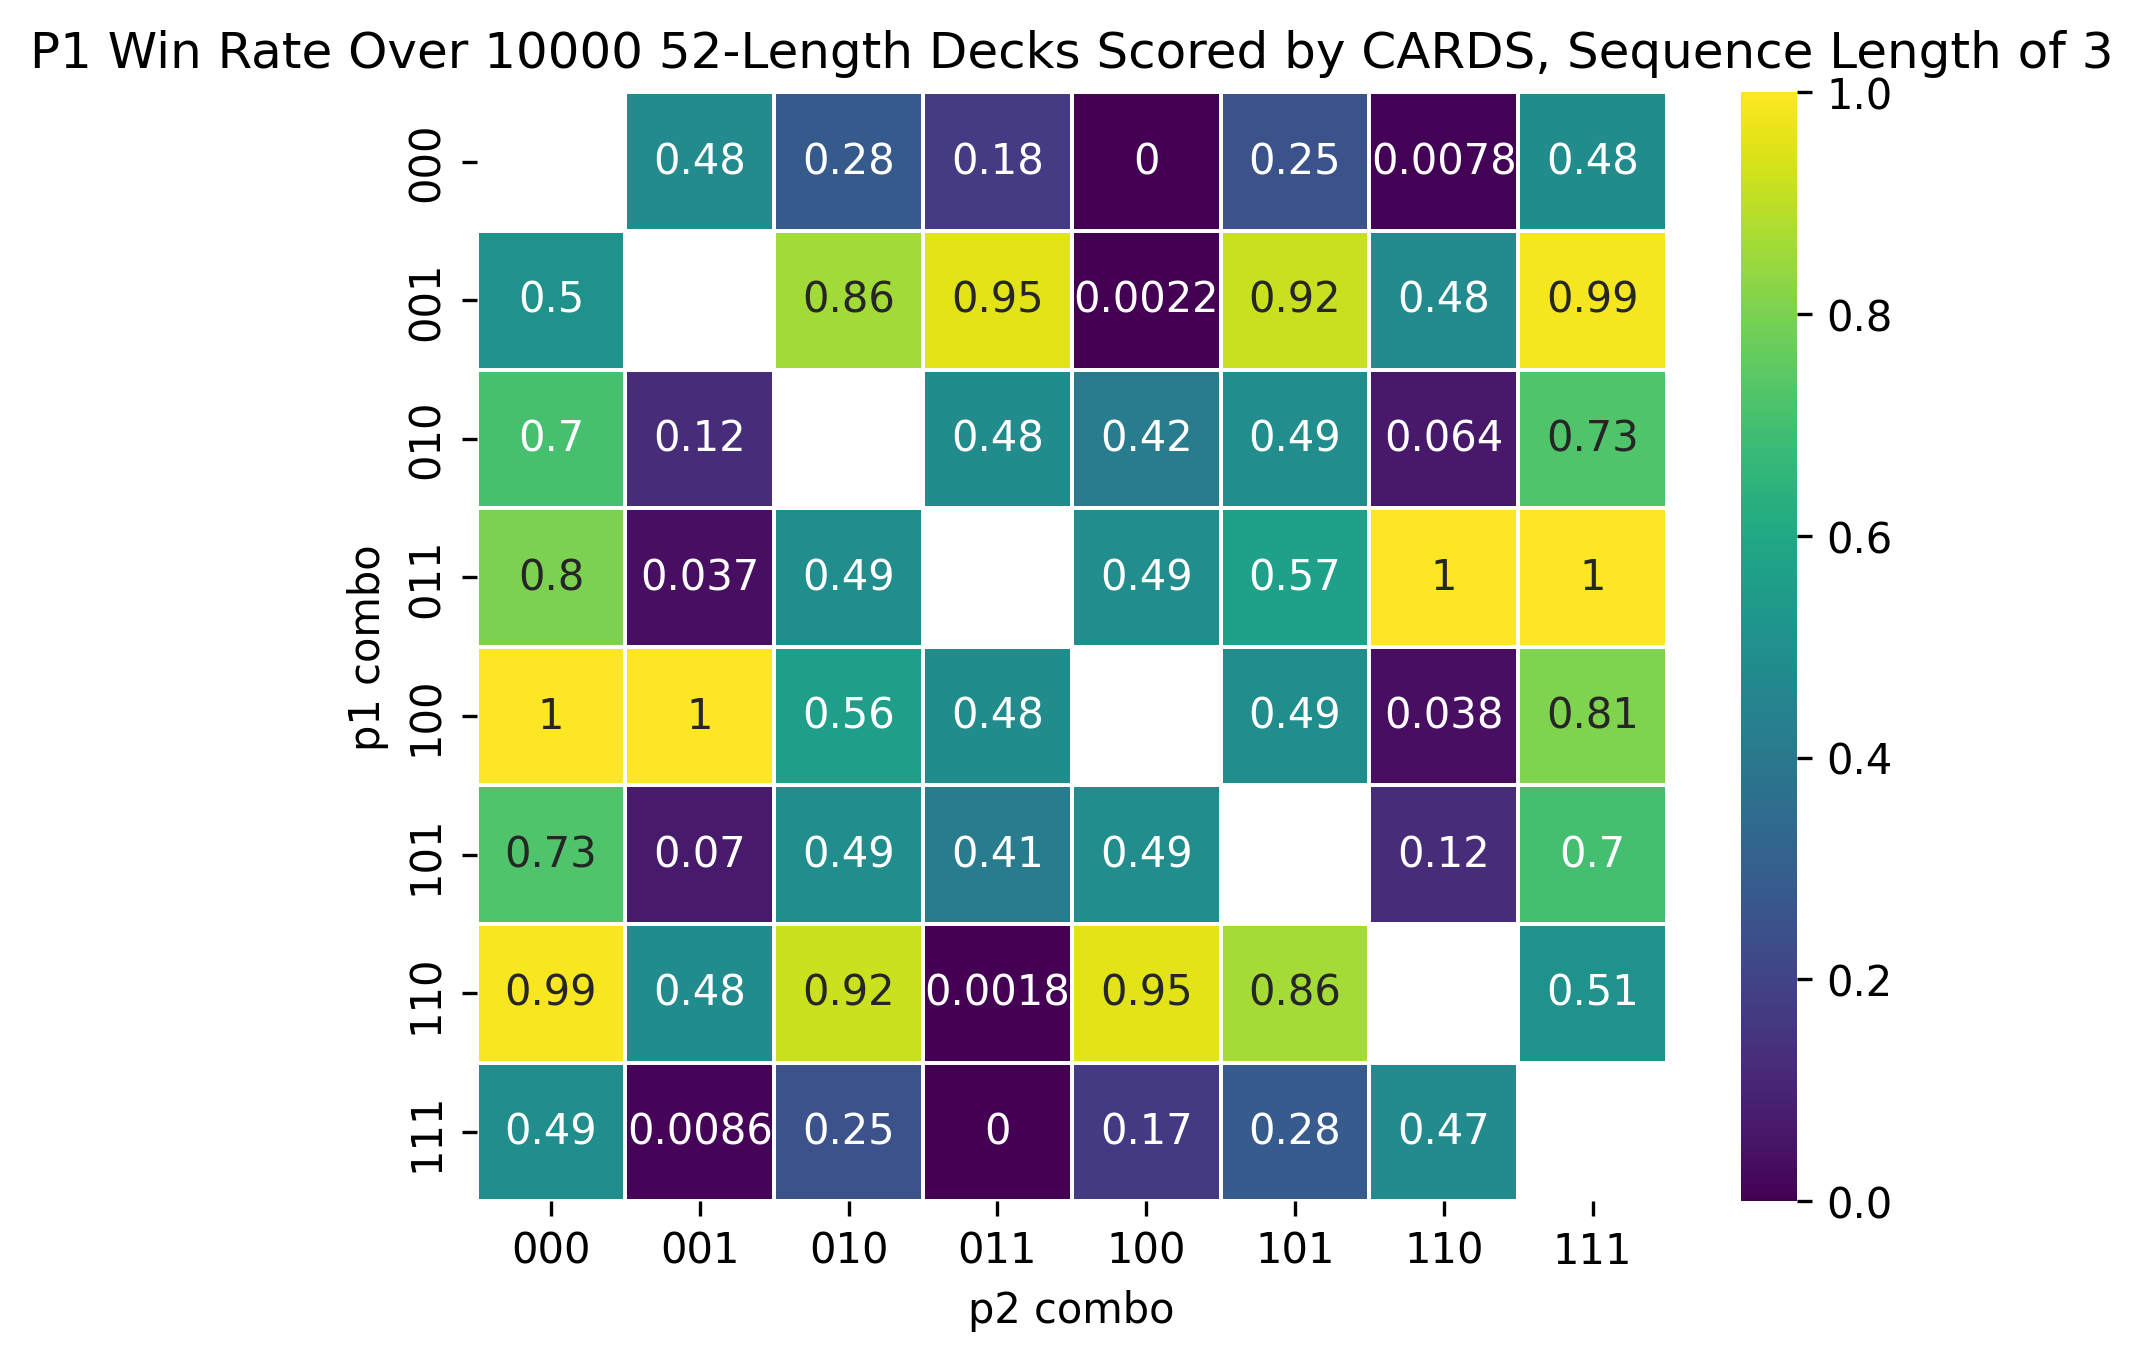 P1 Win Rate Over 10000 52-Length Decks Scored by CARDS, Sequence Length of 3
000 0.48 0.28 0.18 0 0.25 0.0078 0.48
001 0.5 0.86 0.95 0.0022 0.92 0.48 0.99
010 0.7 0.12 0.48 0.42 0.49 0.064 0.73
011 0.8 0.037 0.49 0.49 0.57 1 1
100 1 1 0.56 0.48 0.49 0.038 0.81
101 0.73 0.07 0.49 0.41 0.49 0.12 0.7
110 0.99 0.48 0.92 0.0018 0.95 0.86 0.51
111 0.49 0.0086 0.25 0 0.17 0.28 0.47
p1 combo
000 001 010 011 100 101 110 111
p2 combo
1.0
0.8
0.6
0.4
0.2
0.0